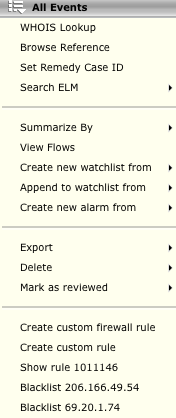 All Events
WHOIS Lookup
Browse Reference
Set Remedy Case ID
Search ELM
Summarize By
View Flows
Create new watchlist from
Append to watchlist from
Create new alarm from
Export
Delete
Mark as reviewed
Create custom firewall rule
Create custom rule
Show rule 1011146
Blacklist 206.166.49.54
Blacklist 69.20.1.74